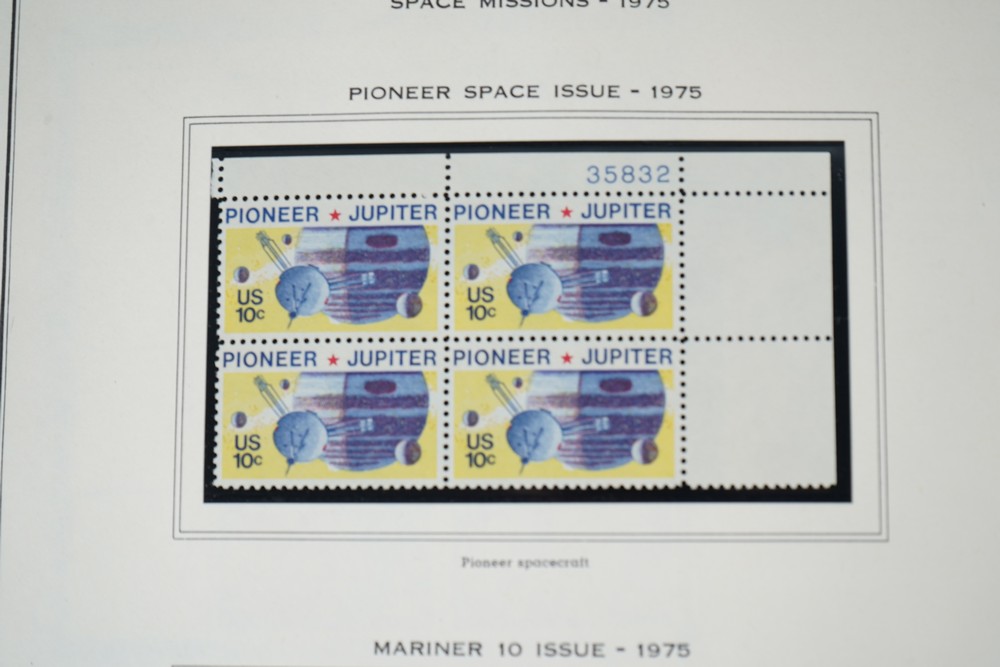 SPACE MISSIONS - 1975
PIONEER SPACE ISSUE - 1975
35832
PIONEER ★ JUPITER
US
10c
PIONEER ★ JUPITER
US
10c
PIONEER ★ JUPITER
US
10c
PIONEER ★ JUPITER
US
10c
Pioneer spacecraft
MARINER 10 ISSUE - 1975